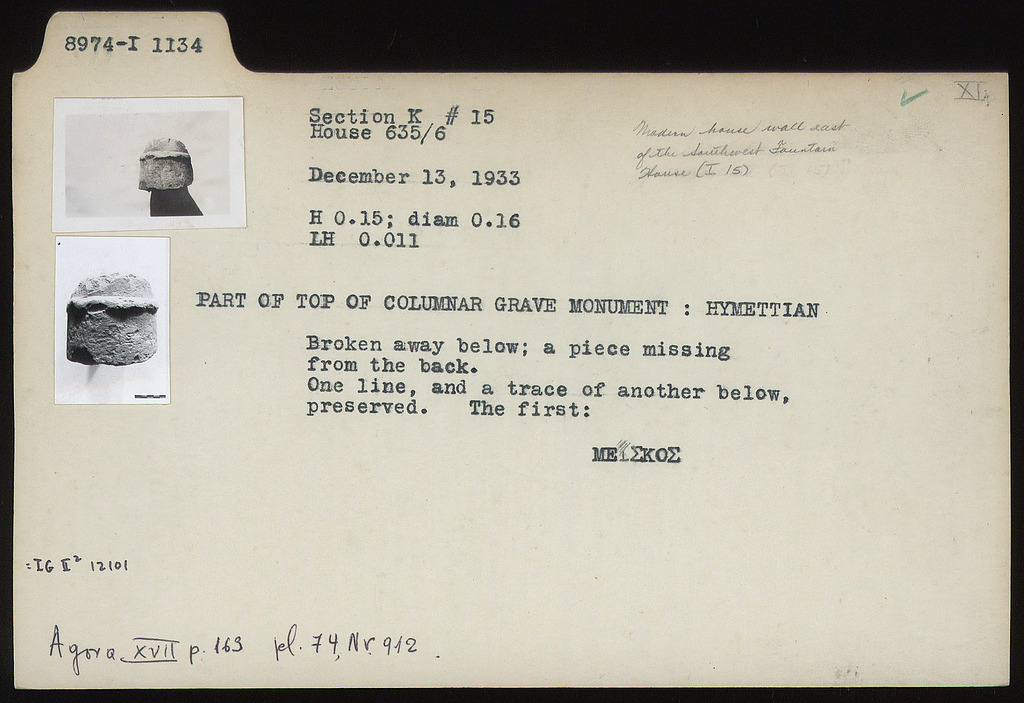 8974-I 1134
XI
Section K # 15
House 635/6
Modern house wall east
of the Southwest Fountain
House (I 15)
December 13, 1933
H 0.15; diam 0.16
LH 0.011
PART OF TOP OF COLUMNAR GRAVE MONUMENT : HYMETTIAN
Broken away below; a piece missing
from the back.
One line, and a trace of another below,
preserved. The first:
=IG II² 12101
Agora XVII p. 163 pl. 74, Nr. 912.